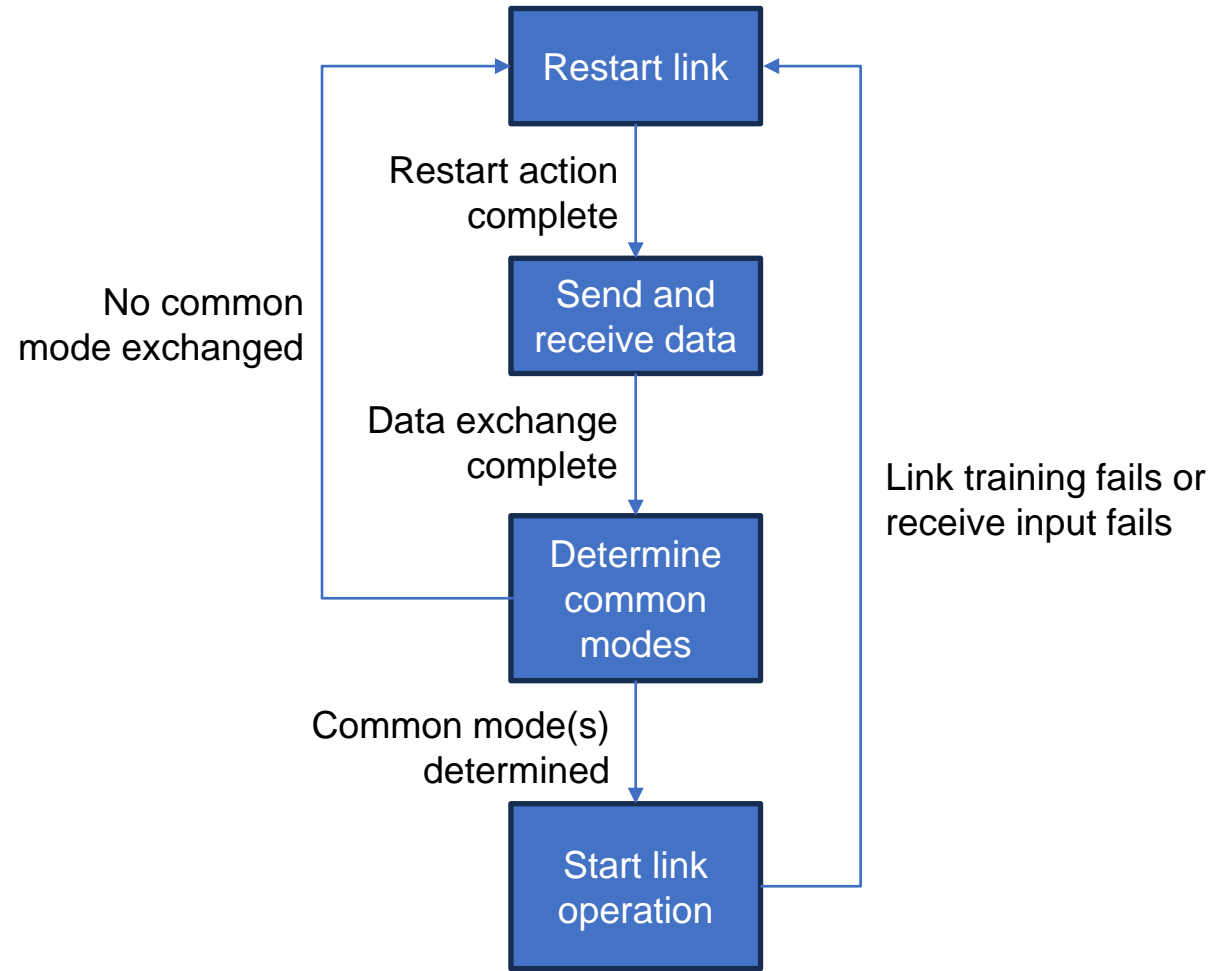 Restart link
Restart action
complete
Send and
receive data
No common
mode exchanged
Data exchange
complete
Link training fails or
receive input fails
Determine
common
modes
Common mode(s)
determined
Start link
operation